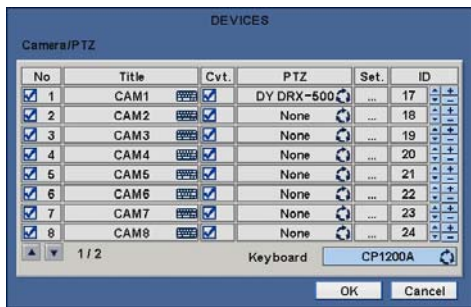 DEVICES
Camera/PTZ
No Title Cvt. PTZ Set. ID
1 CAM1 DY DRX-500 ... 17
2 CAM2 None ... 18
3 CAM3 None ... 19
4 CAM4 None ... 20
5 CAM5 None ... 21
6 CAM6 None ... 22
7 CAM7 None ... 23
8 CAM8 None ... 24
1 / 2 Keyboard CP1200A
OK Cancel